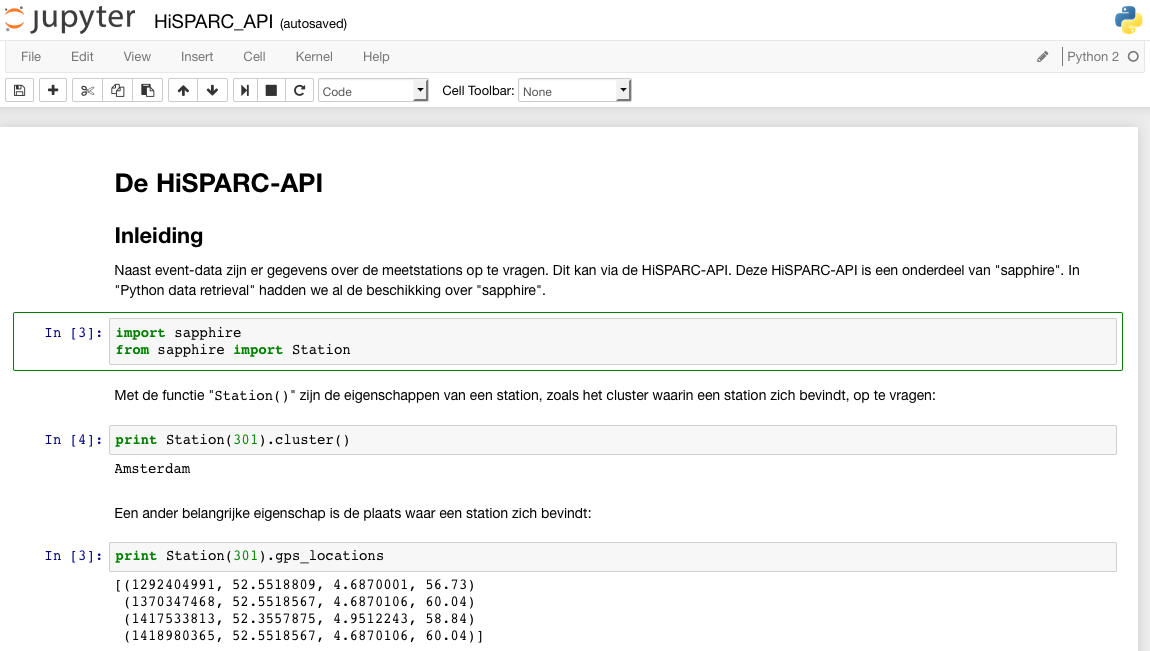 jupyter HiSPARC_API (autosaved)
File Edit View Insert Cell Kernel Help Python 2
Code Cell Toolbar: None
De HiSPARC-API
Inleiding
Naast event-data zijn er gegevens over de meetstations op te vragen. Dit kan via de HiSPARC-API. Deze HiSPARC-API is een onderdeel van "sapphire". In
"Python data retrieval" hadden we al de beschikking over "sapphire".
In [3]: import sapphire
from sapphire import Station
Met de functie "Station()" zijn de eigenschappen van een station, zoals het cluster waarin een station zich bevindt, op te vragen:
In [4]: print Station(301).cluster()
Amsterdam
Een ander belangrijke eigenschap is de plaats waar een station zich bevindt:
In [3]: print Station(301).gps_locations
[(1292404991, 52.5518809, 4.6870001, 56.73)
(1370347468, 52.5518567, 4.6870106, 60.04)
(1417533813, 52.3557875, 4.9512243, 58.84)
(1418980365, 52.5518567, 4.6870106, 60.04)]